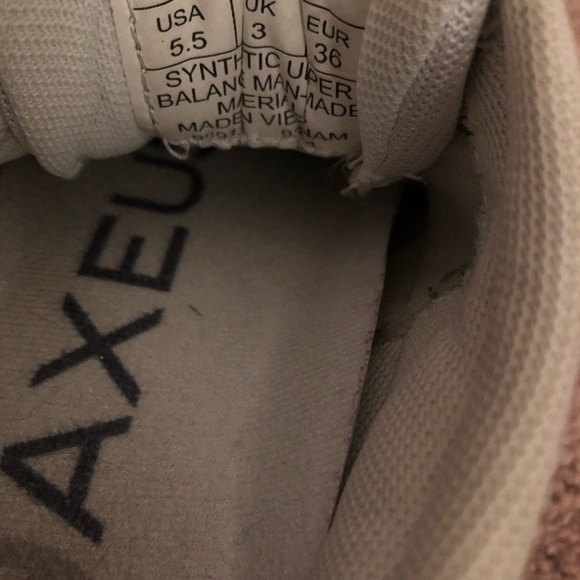 USA UK EUR
5.5 3 36
SYNTHETIC UPPER
BALANCE MAN-MADE
MATERIAL
MADE IN VIETNAM
AXEU